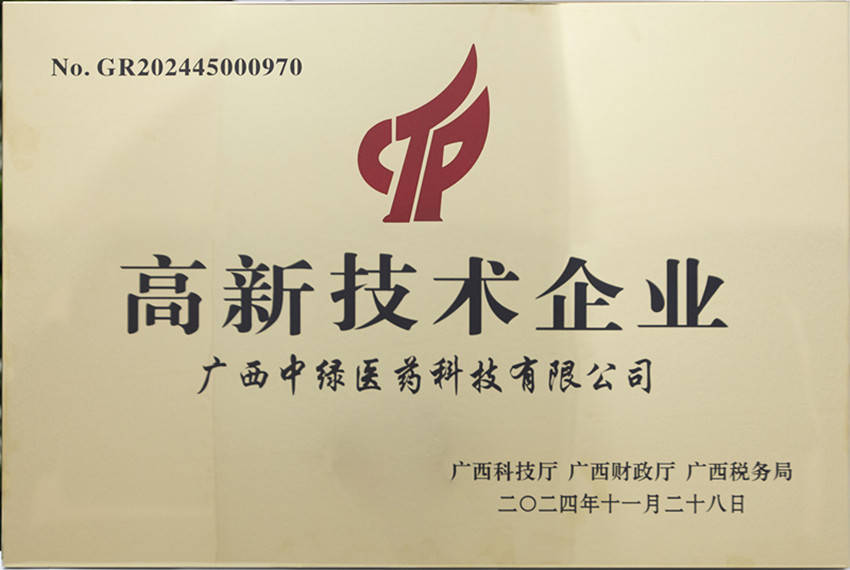 No. GR202445000970
CTP
高新技术企业
广西中绿医药科技有限公司
广西科技厅 广西财政厅 广西税务局
二〇二四年十一月二十八日